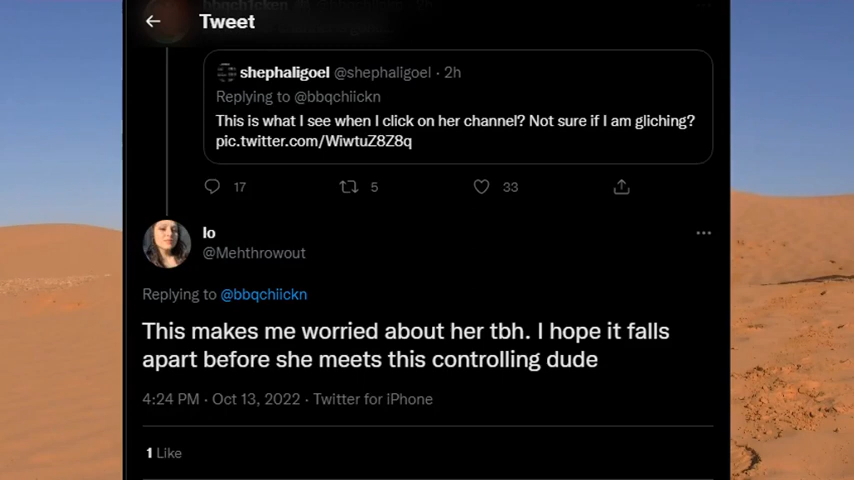 Tweet
shephaligoel @shephaligoel · 2h
Replying to @bbqchiickn
This is what I see when I click on her channel? Not sure if I am gliching?
pic.twitter.com/WiwtuZ8Z8q
17 5 33
lo
@Mehthrowout
Replying to @bbqchiickn
This makes me worried about her tbh. I hope it falls
apart before she meets this controlling dude
4:24 PM · Oct 13, 2022 · Twitter for iPhone
1 Like